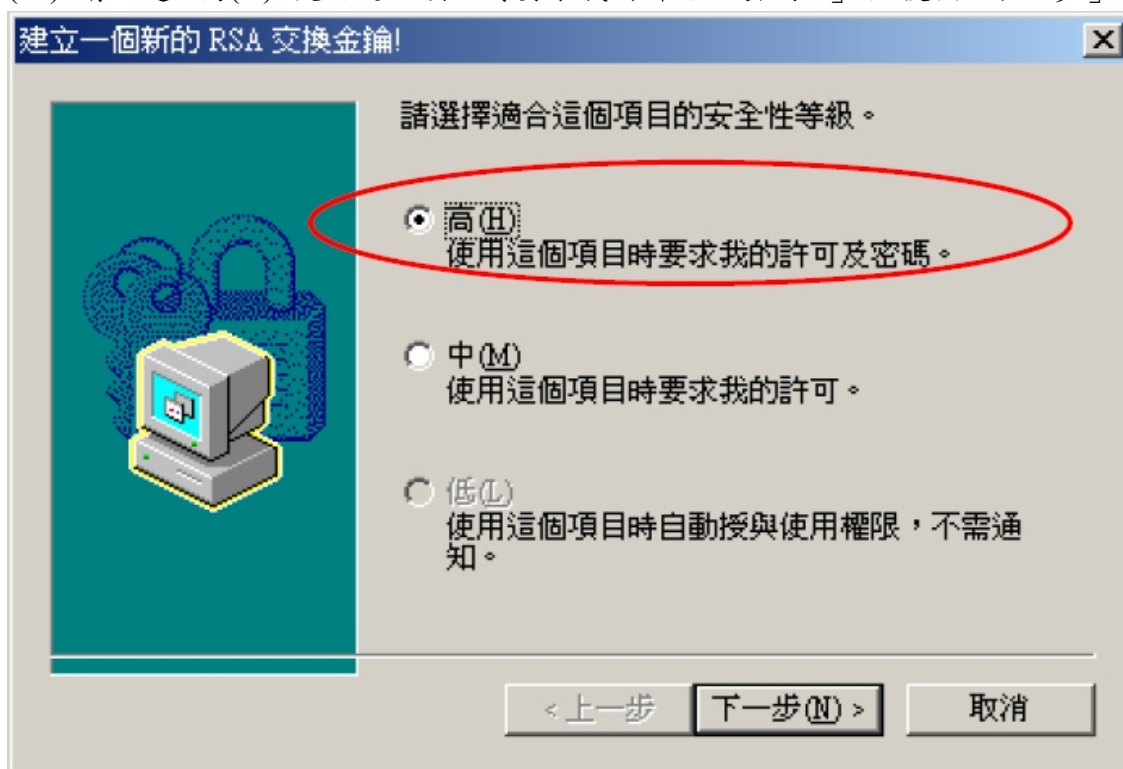 建立一個新的 RSA 交換金鑰!
請選擇適合這個項目的安全性等級。
高(H)
使用這個項目時要求我的許可及密碼。
中(M)
使用這個項目時要求我的許可。
低(L)
使用這個項目時自動授與使用權限，不需通
知。
<上一步
下一步(N) >
取消